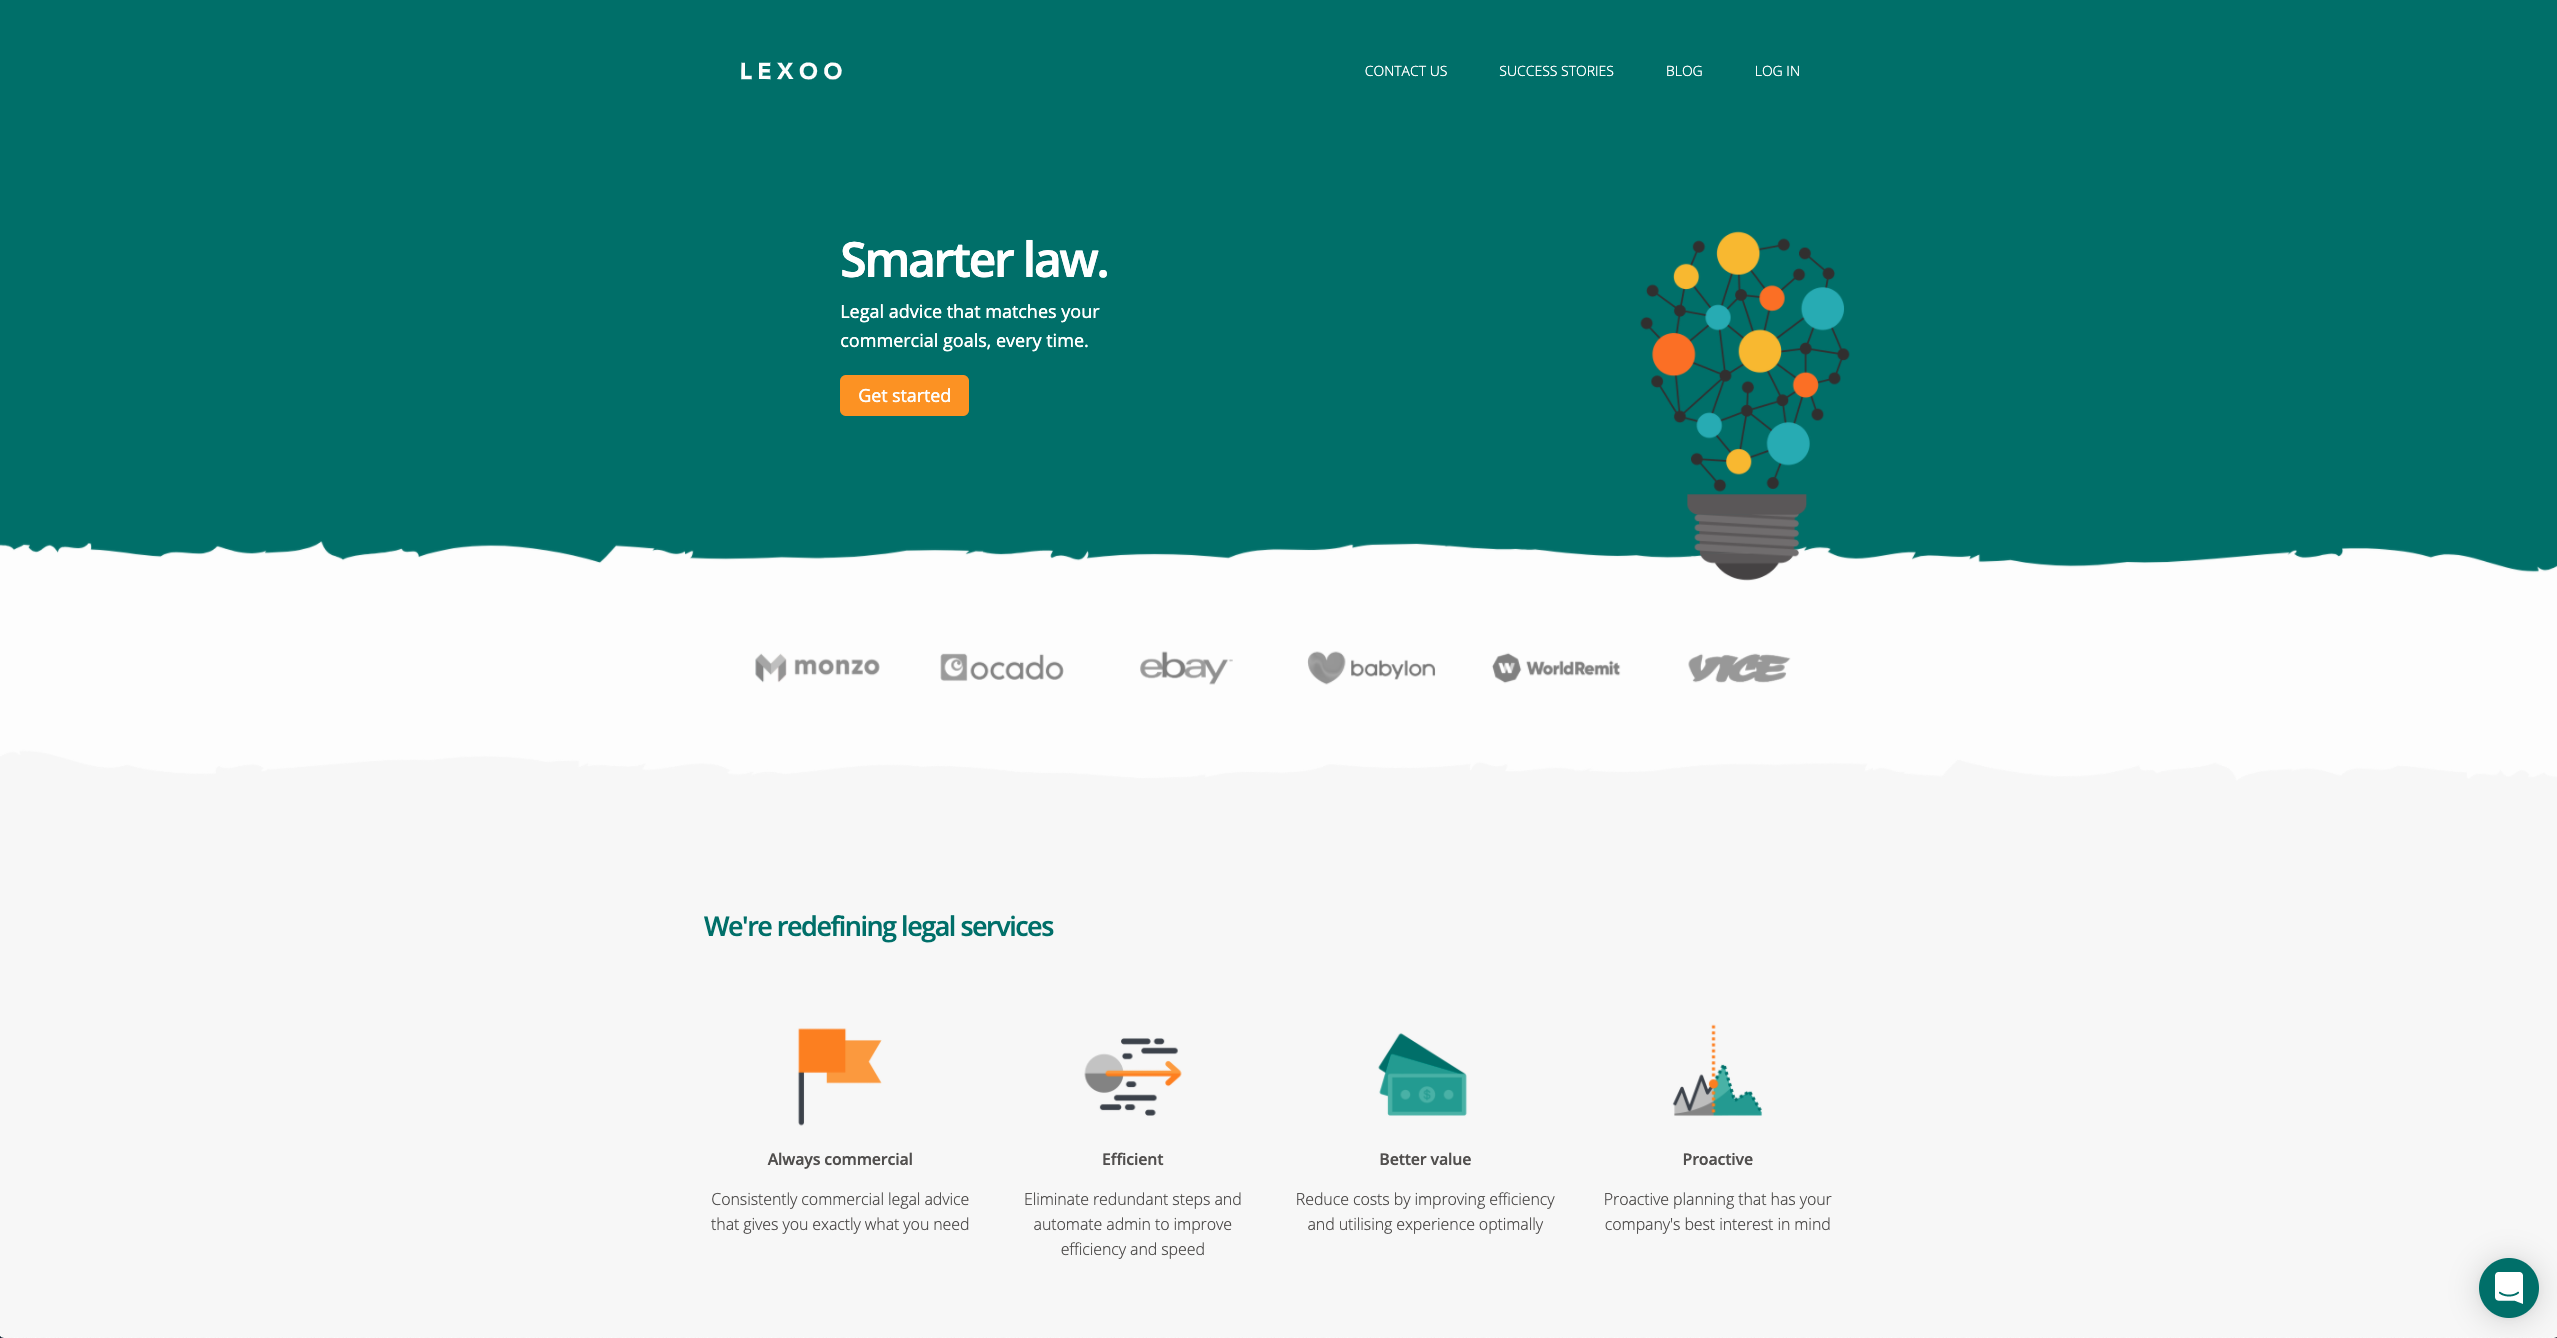 LEXOO
CONTACT US
SUCCESS STORIES
BLOG
LOG IN
Smarter law.
Legal advice that matches your
commercial goals, every time.
Get started
monzo
ocado
ebay
babylon
W WorldRemit
VICE
We're redefining legal services
Always commercial
Consistently commercial legal advice
that gives you exactly what you need
Efficient
Eliminate redundant steps and
automate admin to improve
efficiency and speed
$
Better value
Reduce costs by improving efficiency
and utilising experience optimally
Proactive
Proactive planning that has your
company's best interest in mind